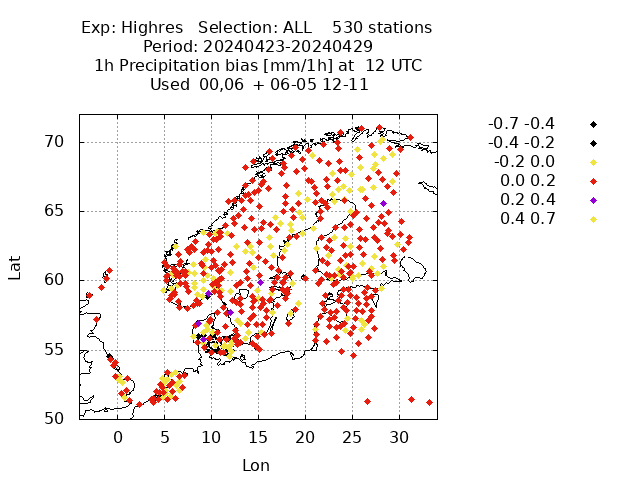 Exp: Highres   Selection: ALL    530 stations
Period: 20240423-20240429
1h Precipitation bias [mm/1h] at  12 UTC
Used  00,06  + 06-05 12-11
-0.7 -0.4
-0.4 -0.2
-0.2 0.0
0.0 0.2
0.2 0.4
0.4 0.7
Lat
70
65
60
55
50
0 5 10 15 20 25 30
Lon